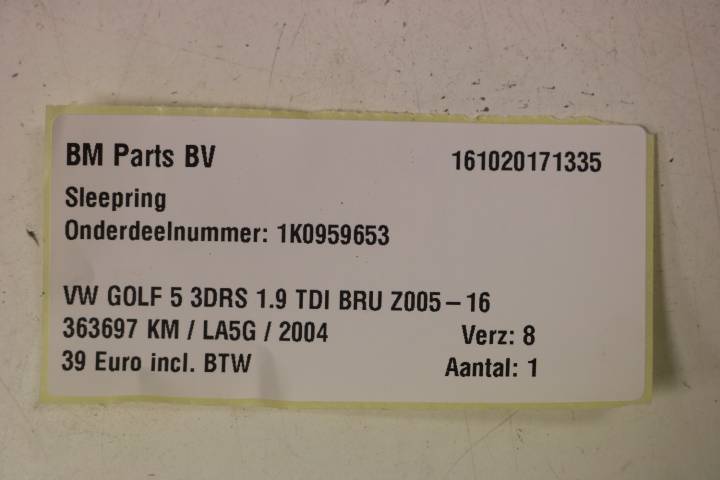 BM Parts BV 161020171335
Sleepring
Onderdeelnummer: 1K0959653
VW GOLF 5 3DRS 1.9 TDI BRU Z005-16
363697 KM / LA5G / 2004 Verz: 8
39 Euro incl. BTW Aantal: 1